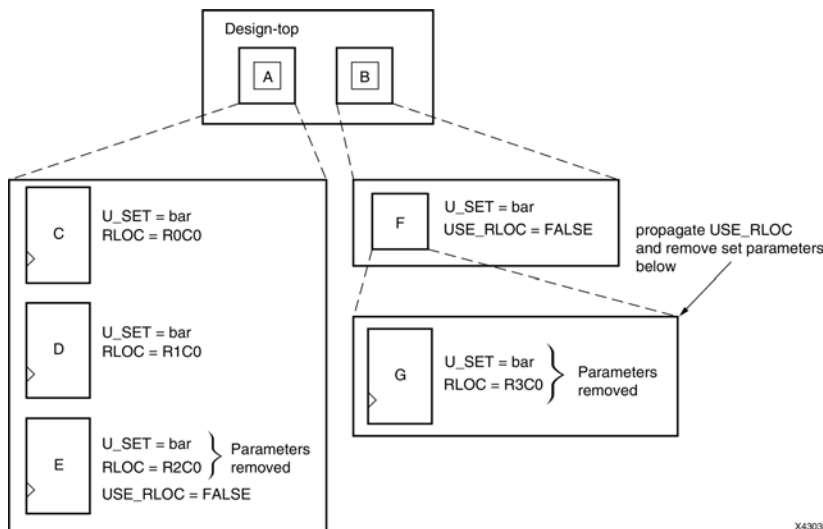 Design-top
A
B
C
U_SET = bar
RLOC = R0C0
D
U_SET = bar
RLOC = R1C0
E
U_SET = bar
RLOC = R2C0
Parameters
removed
USE_RLOC = FALSE
F
U_SET = bar
USE_RLOC = FALSE
propagate USE_RLOC
and remove set parameters
below
G
U_SET = bar
RLOC = R3C0
Parameters
removed
X4303